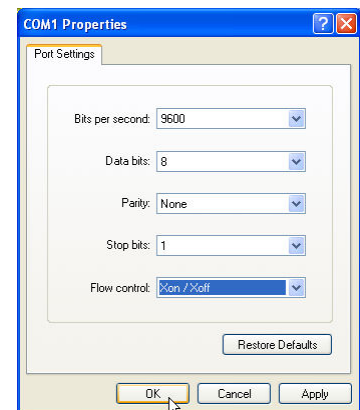 COM1 Properties
Port Settings
Bits per second: 9600
Data bits: 8
Parity: None
Stop bits: 1
Flow control: Xon / Xoff
Restore Defaults
OK Cancel Apply